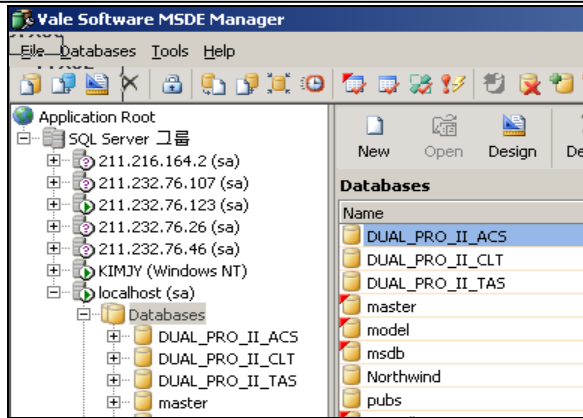 Vale Software MSDE Manager
File Databases Tools Help
Application Root
SQL Server 그룹
211.216.164.2 (sa)
211.232.76.107 (sa)
211.232.76.123 (sa)
211.232.76.26 (sa)
211.232.76.46 (sa)
KIMJY (Windows NT)
localhost (sa)
Databases
DUAL_PRO_II_ACS
DUAL_PRO_II_CLT
DUAL_PRO_II_TAS
master
New Open Design
Databases
Name
DUAL_PRO_II_ACS
DUAL_PRO_II_CLT
DUAL_PRO_II_TAS
master
model
msdb
Northwind
pubs